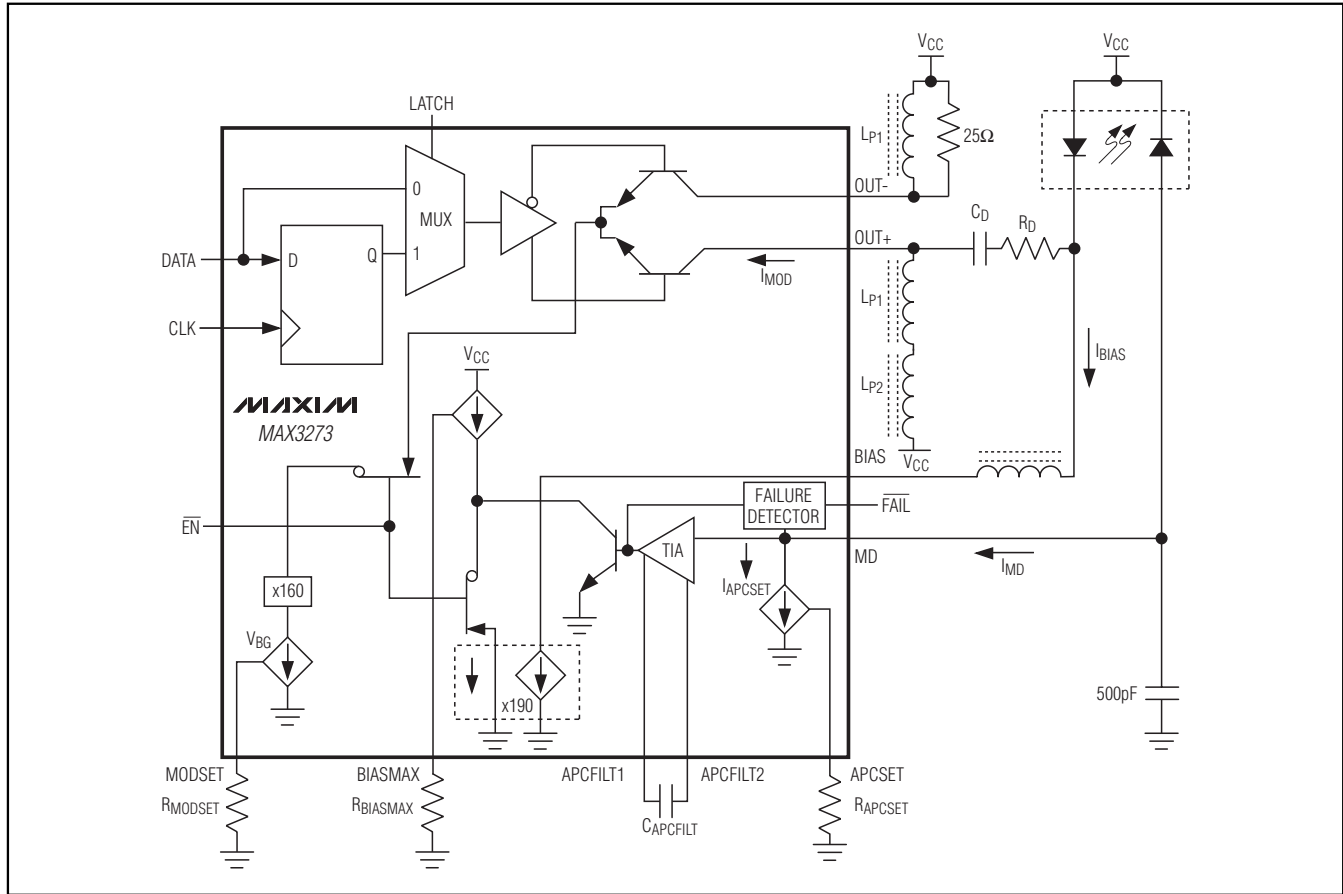 VCC
VCC
LATCH
LP1
25Ω
OUT-
0
MUX
CD
RD
OUT+
DATA
D
Q
1
IMOD
LP1
CLK
IBIAS
VCC
LP2
MAXIM
MAX3273
BIAS
VCC
FAILURE
DETECTOR
FAIL
EN
TIA
MD
IMD
IAPCSET
x160
VBG
x190
500pF
MODSET
BIASMAX
APCFILT1
APCFILT2
APCSET
RMODSET
RBIASMAX
CAPCFILT
RAPCSET